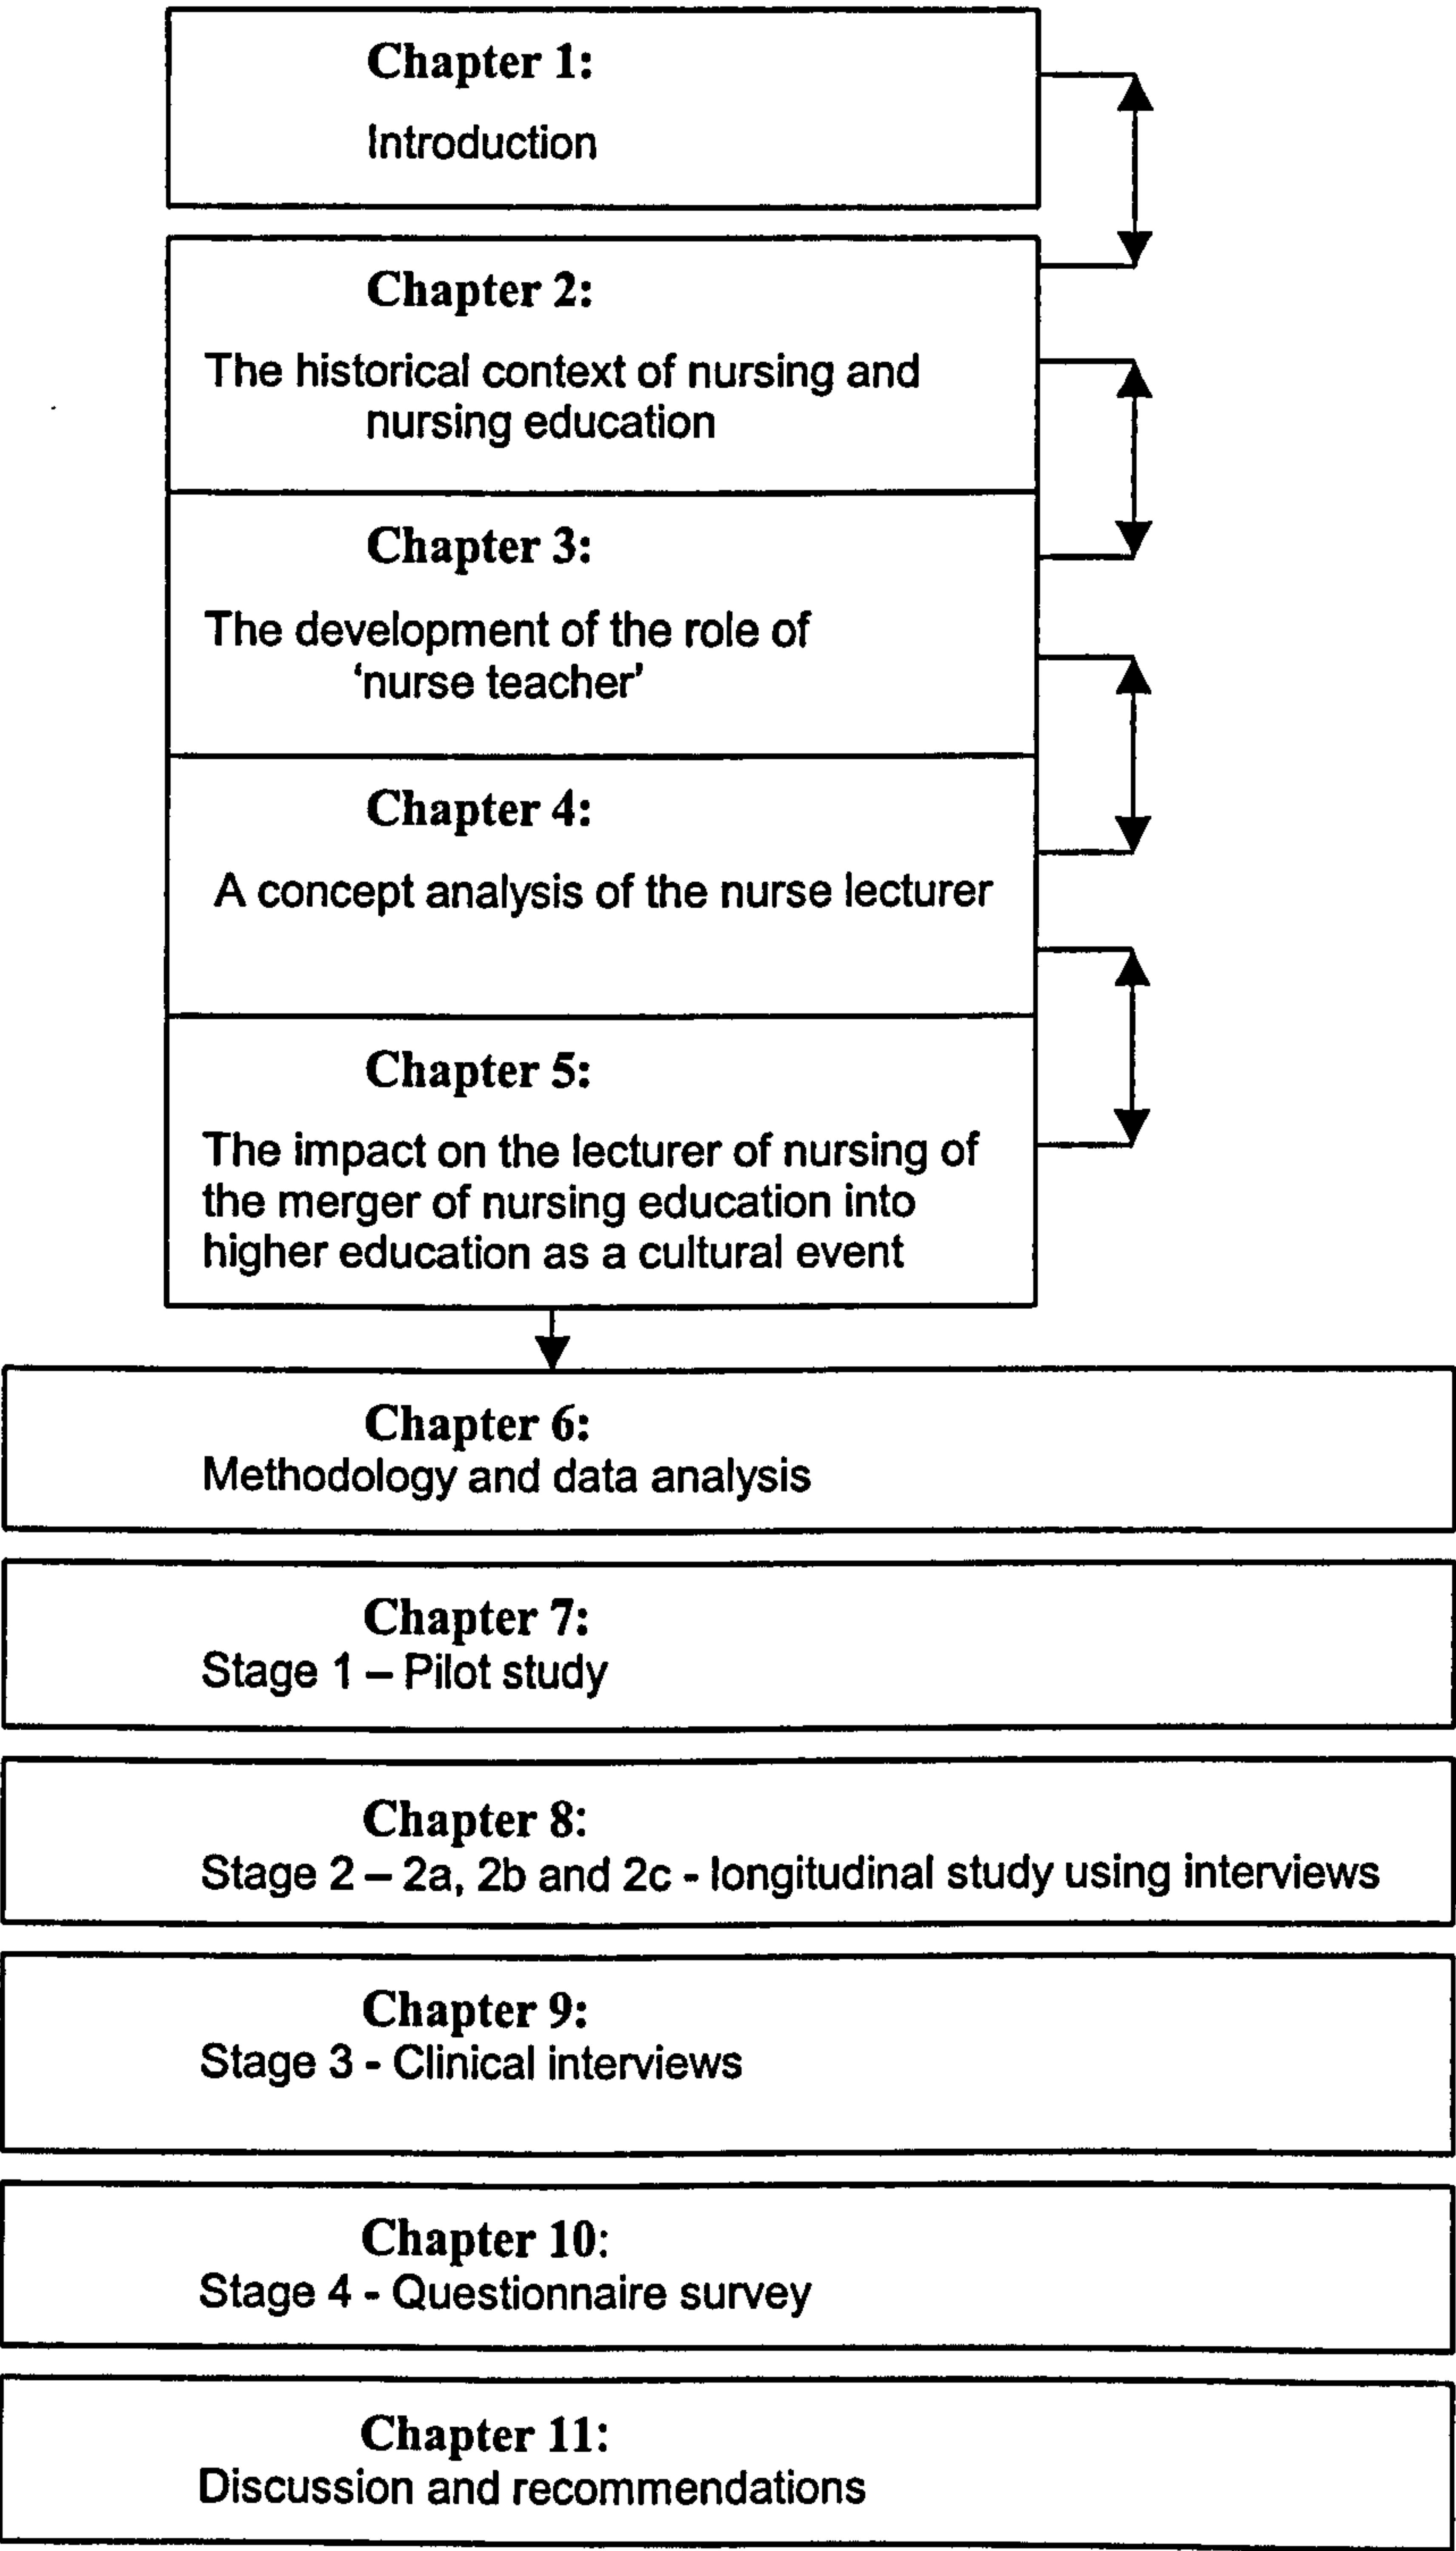 Chapter 1:
Introduction
Chapter 2:
The historical context of nursing and
nursing education
Chapter 3:
The development of the role of
‘nurse teacher’
Chapter 4:
A concept analysis of the nurse lecturer
Chapter 5:
The impact on the lecturer of nursing of
the merger of nursing education into
higher education as a cultural event
Chapter 6:
Methodology and data analysis
Chapter 7:
Stage 1 – Pilot study
Chapter 8:
Stage 2 – 2a, 2b and 2c - longitudinal study using interviews
Chapter 9:
Stage 3 - Clinical interviews
Chapter 10:
Stage 4 - Questionnaire survey
Chapter 11:
Discussion and recommendations